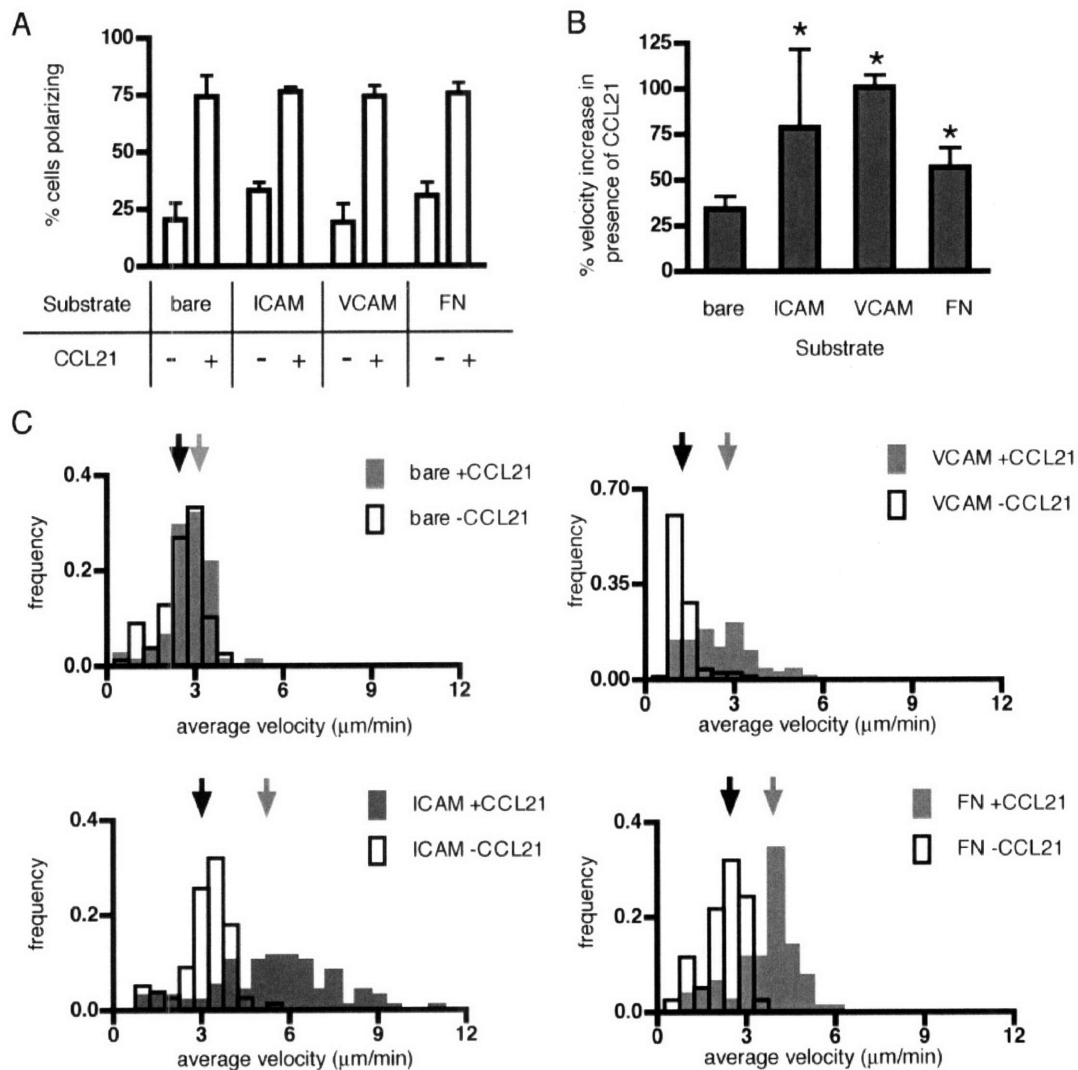 A
100
75
50
25
0
% cells polarizing
Substrate bare ICAM VCAM FN
CCL21 - + - + - + - +
B
125
100
75
50
25
0
% velocity increase in
presence of CCL21
* * *
bare ICAM VCAM FN
Substrate
C
bare +CCL21
bare -CCL21
0.4
0.2
0.0
frequency
0 3 6 9 12
average velocity (μm/min)
VCAM +CCL21
VCAM -CCL21
0.70
0.35
0.00
frequency
0 3 6 9 12
average velocity (μm/min)
ICAM +CCL21
ICAM -CCL21
0.4
0.2
0.0
frequency
0 3 6 9 12
average velocity (μm/min)
FN +CCL21
FN -CCL21
0.4
0.2
0.0
frequency
0 3 6 9 12
average velocity (μm/min)